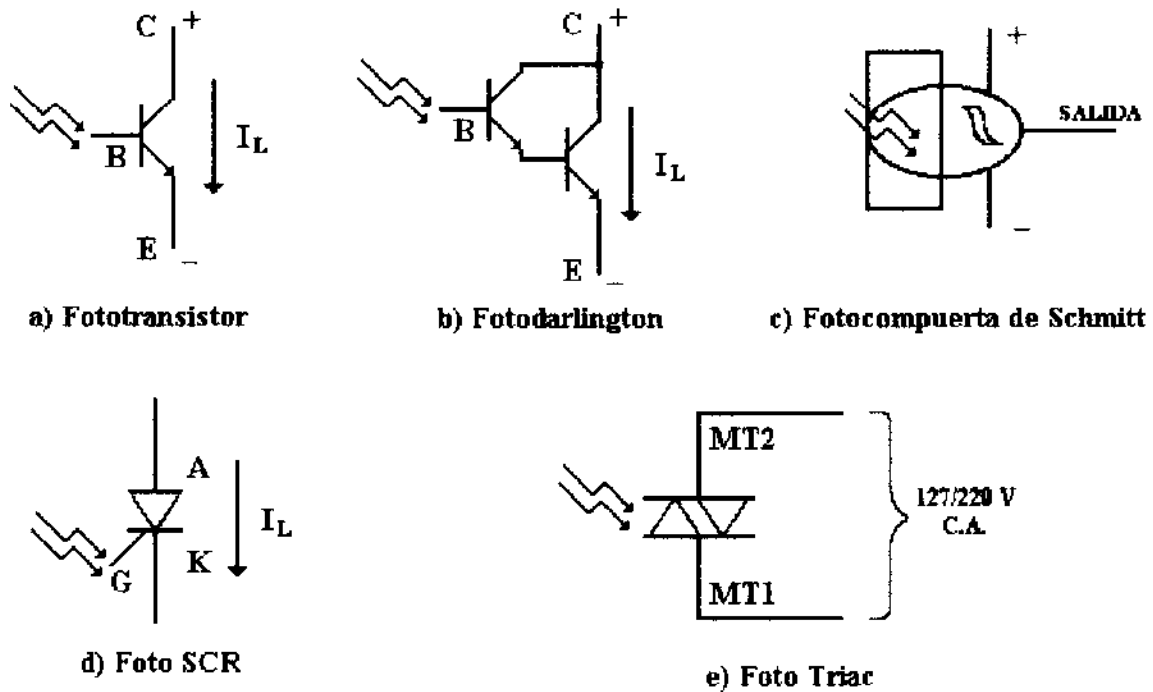 C +
B
I_L
E −
a) Fototransistor
C +
B
I_L
E −
b) Fotodarlington
+
SALIDA
−
c) Fotocompuerta de Schmitt
A
I_L
G
K
d) Foto SCR
MT2
127/220 V
C.A.
MT1
e) Foto Triac